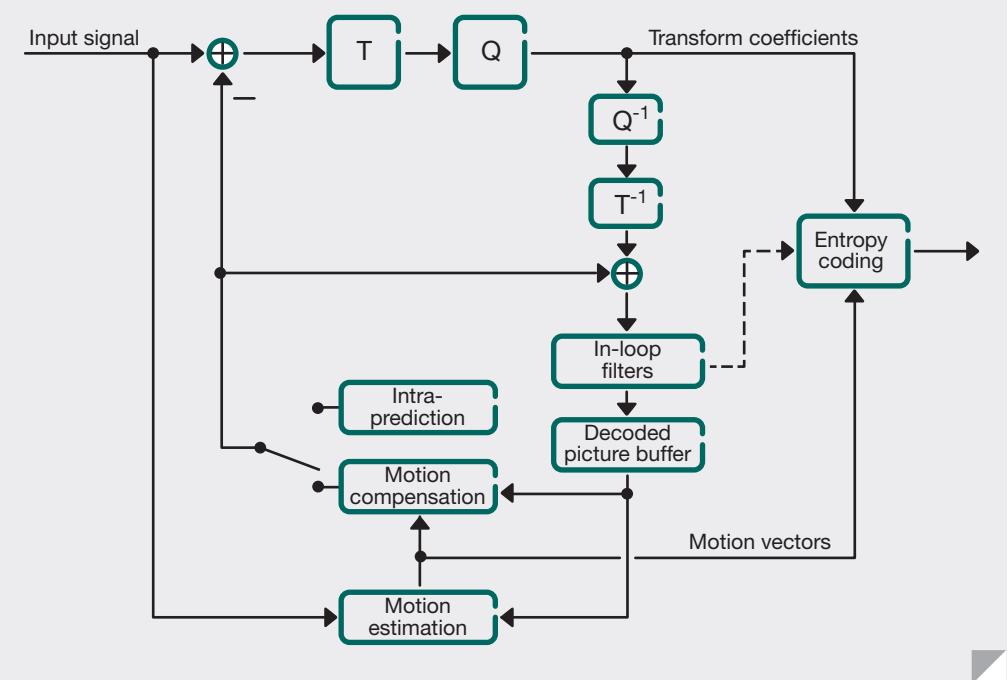 Input signal
T
Q
Transform coefficients
Q⁻¹
T⁻¹
Entropy
coding
In-loop
filters
Intra-
prediction
Decoded
picture buffer
Motion
compensation
Motion vectors
Motion
estimation